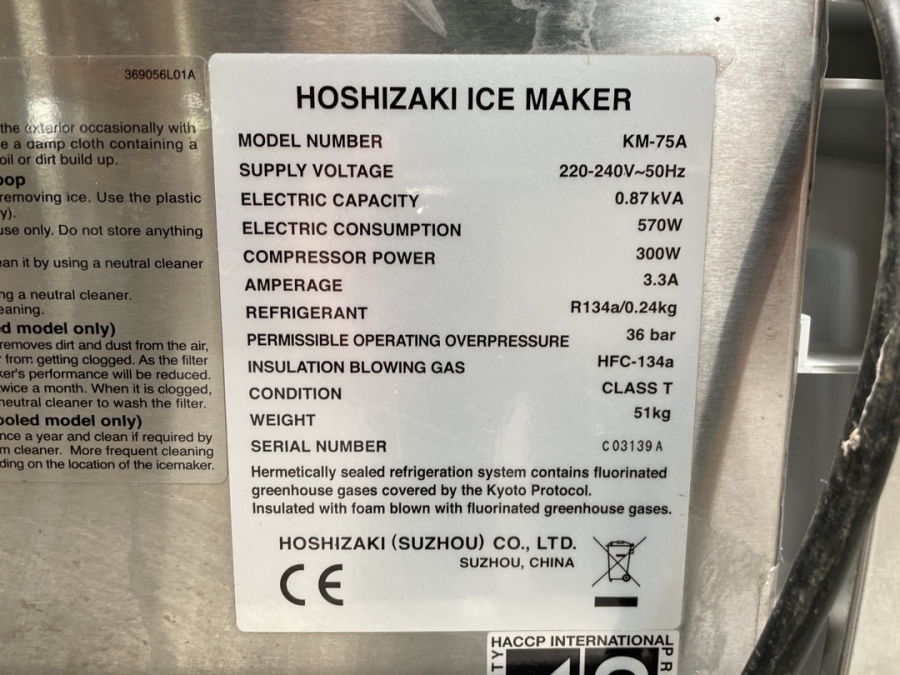 369056L01A
the exterior occasionally with
e a damp cloth containing a
oil or dirt build up.
oop
removing ice. Use the plastic
y).
use only. Do not store anything
ean it by using a neutral cleaner
ng a neutral cleaner.
eaning.
ed model only)
removes dirt and dust from the air,
from getting clogged. As the filter
ker's performance will be reduced.
twice a month. When it is clogged,
neutral cleaner to wash the filter.
ooled model only)
nce a year and clean if required by
m cleaner. More frequent cleaning
ding on the location of the icemaker.
HOSHIZAKI ICE MAKER
MODEL NUMBER KM-75A
SUPPLY VOLTAGE 220-240V~50Hz
ELECTRIC CAPACITY 0.87kVA
ELECTRIC CONSUMPTION 570W
COMPRESSOR POWER 300W
AMPERAGE 3.3A
REFRIGERANT R134a/0.24kg
PERMISSIBLE OPERATING OVERPRESSURE 36 bar
INSULATION BLOWING GAS HFC-134a
CONDITION CLASS T
WEIGHT 51kg
SERIAL NUMBER C03139A
Hermetically sealed refrigeration system contains fluorinated
greenhouse gases covered by the Kyoto Protocol.
Insulated with foam blown with fluorinated greenhouse gases.
HOSHIZAKI (SUZHOU) CO., LTD.
SUZHOU, CHINA
CE
HACCP INTERNATIONAL
TY
PR